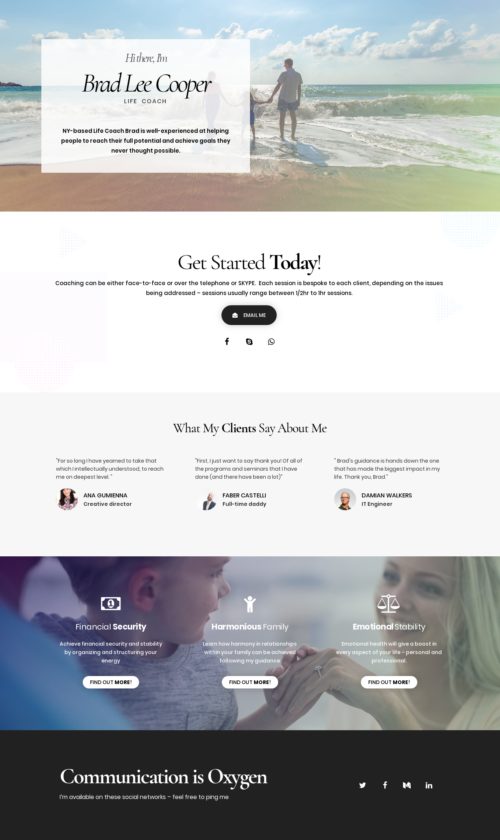 Hi there, I'm
Brad Lee Cooper
LIFE COACH
NY-based Life Coach Brad is well-experienced at helping
people to reach their full potential and achieve goals they
never thought possible.
Get Started Today!
Coaching can be either face-to-face or over the telephone or SKYPE. Each session is bespoke to each client, depending on the issues
being addressed – sessions usually range between 1/2hr to 1hr sessions.
EMAIL ME
What My Clients Say About Me
"For so long I have yearned to take that
which I intellectually understood, to reach
me on deepest level. "
ANA GUMIENNA
Creative director
"First. I just want to say thank you! Of all of
the programs and seminars that I have
done (and there have been a lot)"
FABER CASTELLI
Full-time daddy
" Brad's guidance is hands down the one
that has made the biggest impact in my
life. Thank you, Brad."
DAMIAN WALKERS
IT Engineer
Financial Security
Achieve financial security and stability
by organizing and structuring your
energy
FIND OUT MORE!
Harmonious Family
Learn how harmony in relationships
within your family can be achieved
following my guidance.
FIND OUT MORE!
Emotional Stability
Emotional health will give a boost in
every aspect of your life – personal and
professional.
FIND OUT MORE!
Communication is Oxygen
I'm available on these social networks – feel free to ping me